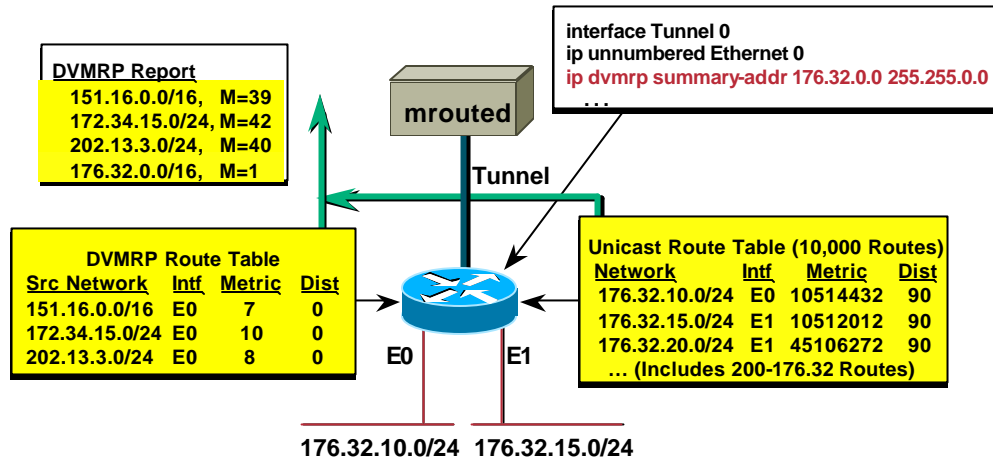 interface Tunnel 0
ip unnumbered Ethernet 0
ip dvmrp summary-addr 176.32.0.0 255.255.0.0
...
DVMRP Report
151.16.0.0/16, M=39
172.34.15.0/24, M=42
202.13.3.0/24, M=40
176.32.0.0/16, M=1
mrouted
Tunnel
DVMRP Route Table
Src Network Intf Metric Dist
151.16.0.0/16 E0 7 0
172.34.15.0/24 E0 10 0
202.13.3.0/24 E0 8 0
Unicast Route Table (10,000 Routes)
Network Intf Metric Dist
176.32.10.0/24 E0 10514432 90
176.32.15.0/24 E1 10512012 90
176.32.20.0/24 E1 45106272 90
... (Includes 200-176.32 Routes)
E0 E1
176.32.10.0/24 176.32.15.0/24